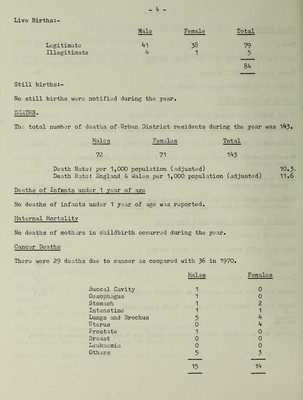 - 4 -
Live Births:-
Male Female Total
Legitimate 41 38 79
Illegitimate 4 1 5
84
Still births:-
No still births were notified during the year.
DEATHS.
The total number of deaths of Urban District residents during the year was 143.
Males Females Total
72 71 143
Death Rate: per 1,000 population (adjusted) 10.3.
Death Rate: England & Wales per 1,000 population (adjusted) 11.6
Deaths of Infants under 1 year of age
No deaths of infants under 1 year of age was reported.
Maternal Mortality
No deaths of mothers in childbirth occurred during the year.
Cancer Deaths
There were 29 deaths due to cancer as compared with 36 in 1970.
Males Females
Buccal Cavity 1 0
Oesophagus 1 0
Stomach 1 2
Intestine 1 1
Lungs and Brochus 5 4
Uterus 0 4
Prostate 1 0
Breast 0 0
Leukaemia 0 0
Others 5 3
15 14